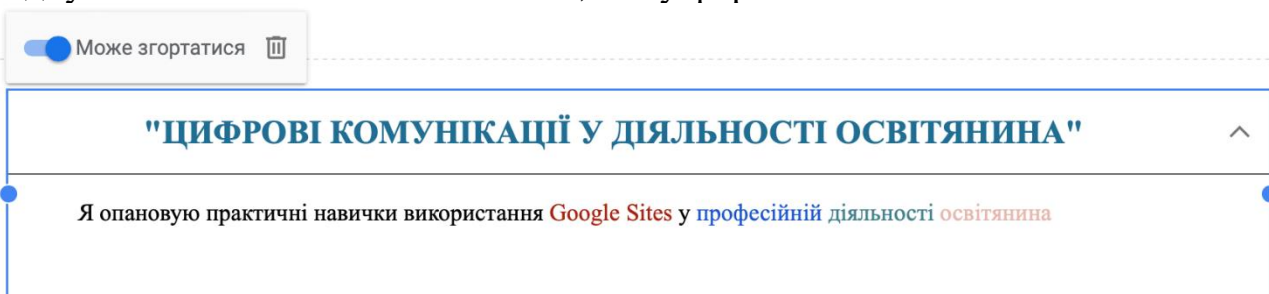 Може згортатися
"ЦИФРОВІ КОМУНІКАЦІЇ У ДІЯЛЬНОСТІ ОСВІТЯНИНА"
Я опановую практичні навички використання Google Sites у професійній діяльності освітянина